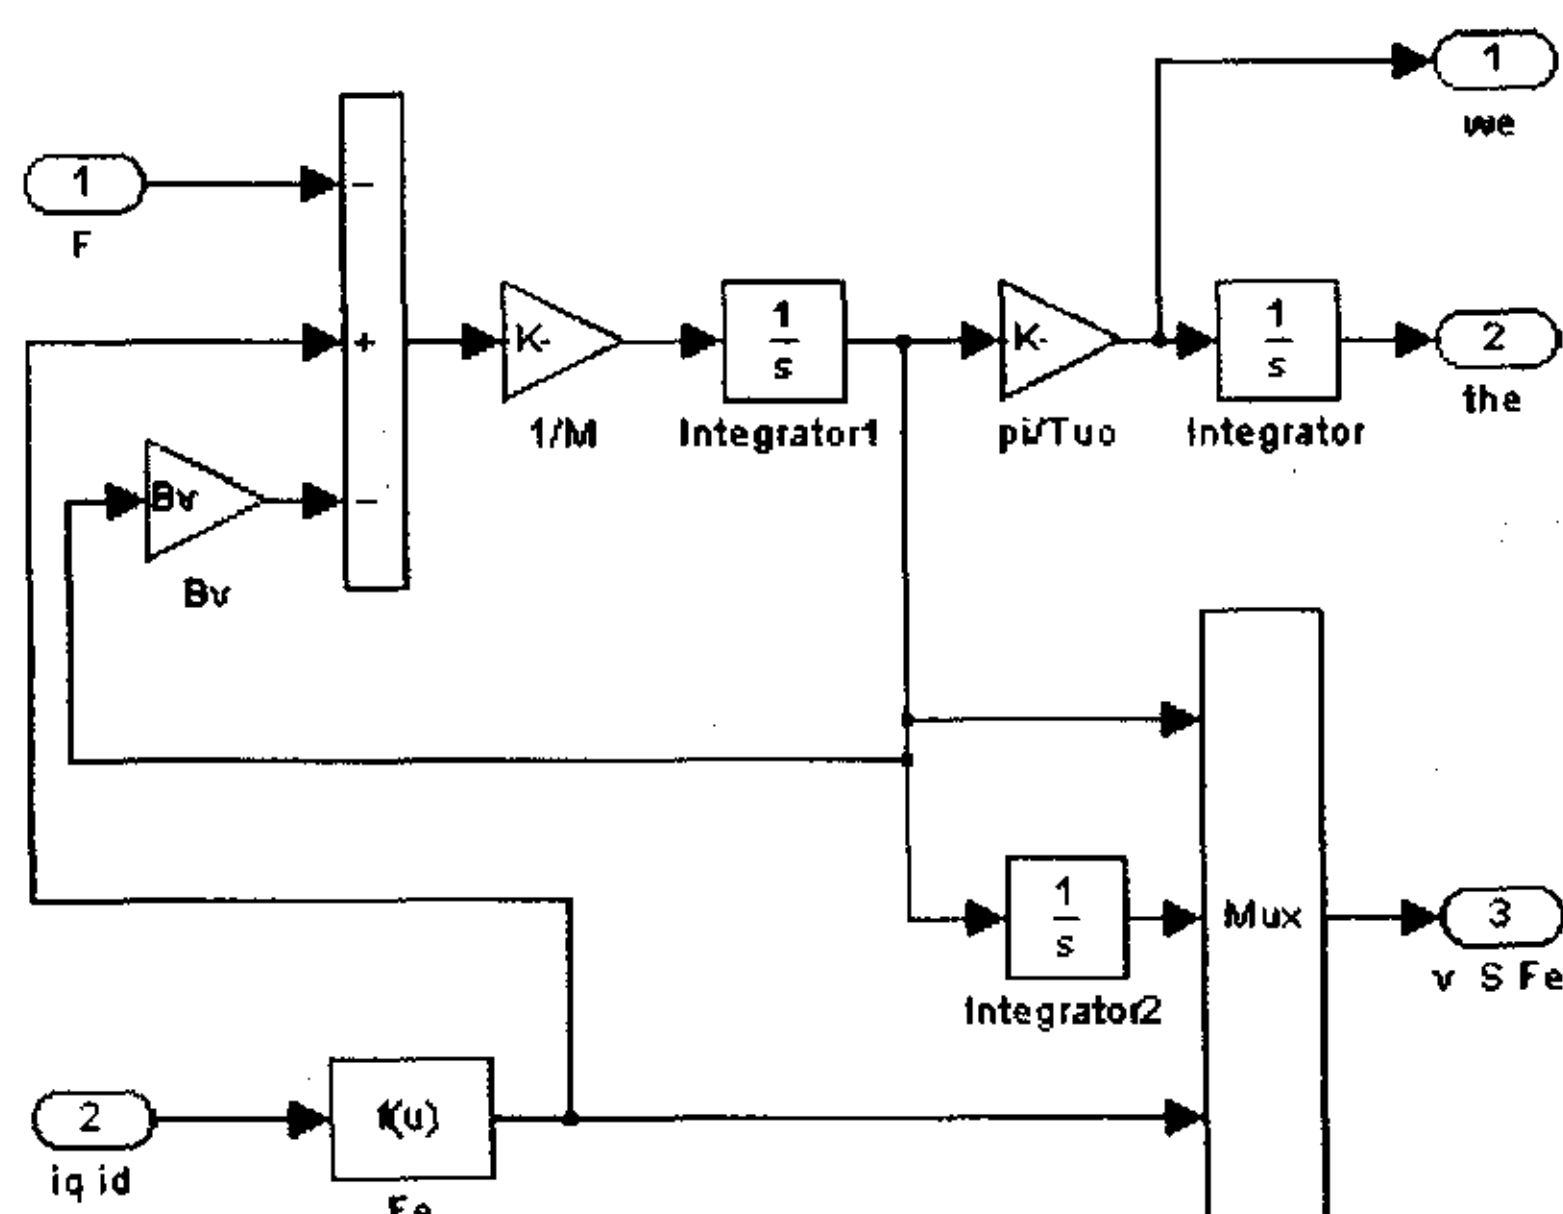 1
we
1
F
-
+
-
K-
1/M
1
s
Integrator1
K-
pi/Tuo
1
s
Integrator
2
the
Bv
Bv
1
s
Integrator2
Mux
3
v S Fe
2
iq id
f(u)
Fe